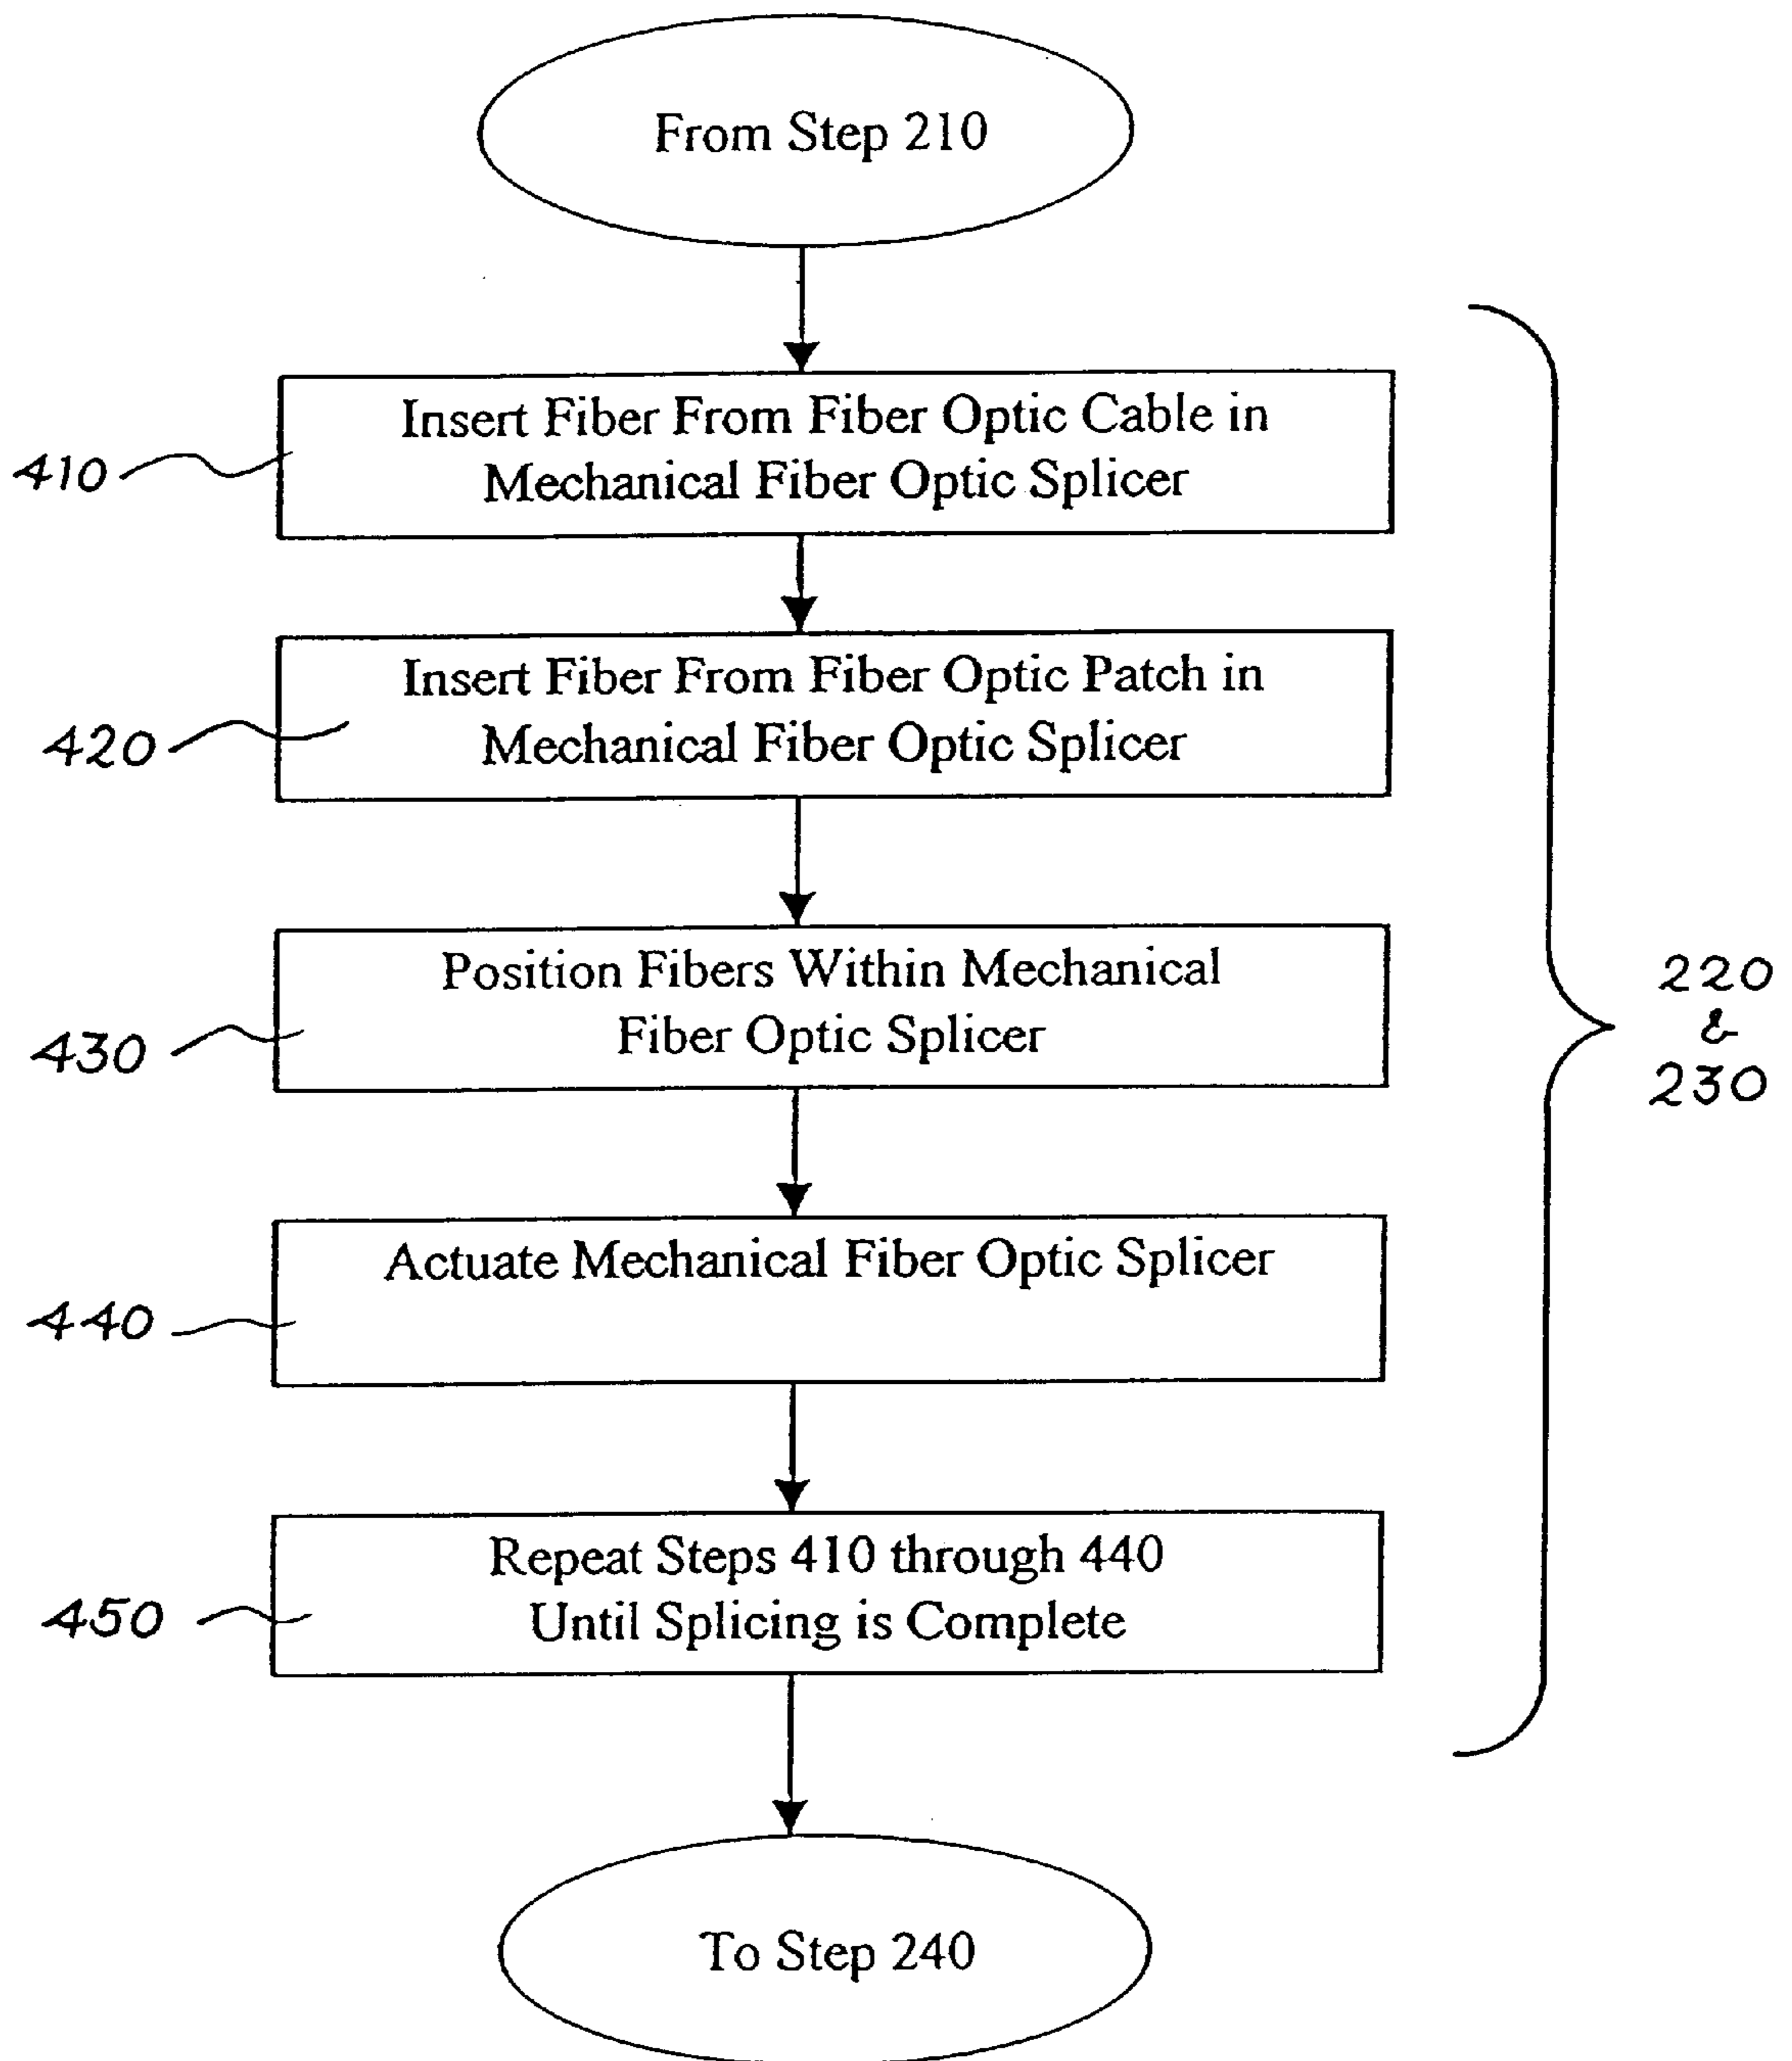 From Step 210
Insert Fiber From Fiber Optic Cable in
Mechanical Fiber Optic Splicer
410
Insert Fiber From Fiber Optic Patch in
Mechanical Fiber Optic Splicer
420
Position Fibers Within Mechanical
Fiber Optic Splicer
430
220
&
230
Actuate Mechanical Fiber Optic Splicer
440
Repeat Steps 410 through 440
Until Splicing is Complete
450
To Step 240